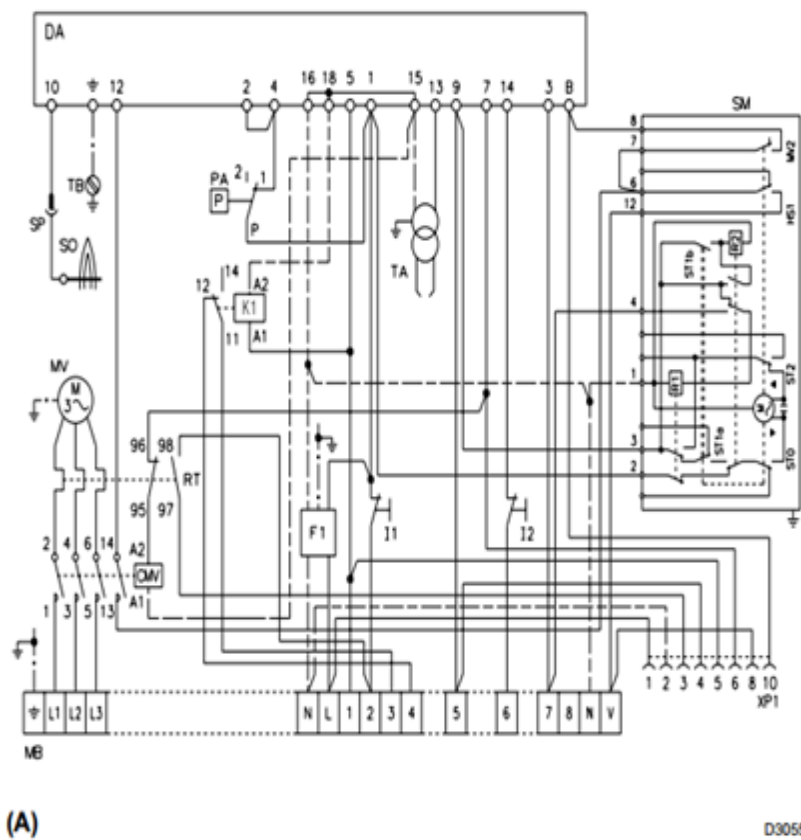 DA
10 12 2 4 16 18 5 1 15 13 9 7 14 3 B
SM
8
7
MV2
6
12
HS1
2 1
PA P
P
TB
SP
SO
TA
14
12 A2
K1
11 A1
R2
ST1b
4
ST2
1
R1
M
3
ST1a
2
ST0
MV
M
3
96 98
RT
95 97
F1
I1
I2
2 4 6 14 A2
CMV
1 3 5 13 A1
1 2 3 4 5 6 8 10
XP1
L1 L2 L3 N L 1 2 3 4 5 6 7 8 N V
MB
(A)
D3055